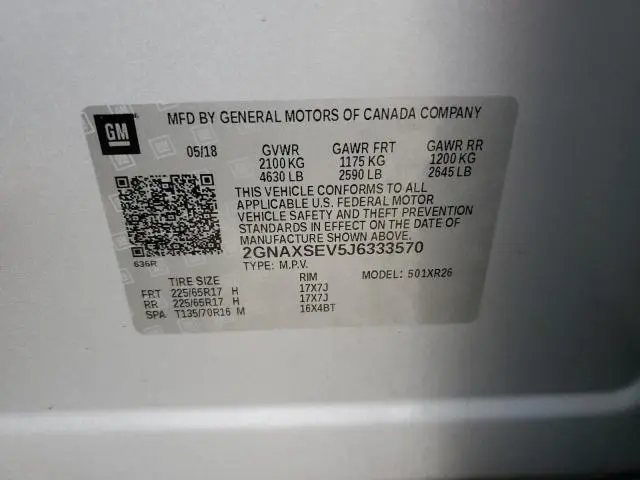 GM
MFD BY GENERAL MOTORS OF CANADA COMPANY
05/18 GVWR GAWR FRT GAWR RR
2100 KG 1175 KG 1200 KG
4630 LB 2590 LB 2645 LB
THIS VEHICLE CONFORMS TO ALL
APPLICABLE U.S. FEDERAL MOTOR
VEHICLE SAFETY AND THEFT PREVENTION
STANDARDS IN EFFECT ON THE DATE OF
MANUFACTURE SHOWN ABOVE.
636R 2GNAXSEV5J6333570
TYPE: M.P.V. MODEL: 501XR26
TIRE SIZE RIM
FRT 225/65R17 H 17X7J
RR 225/65R17 H 17X7J
SPA T135/70R16 M 16X4BT